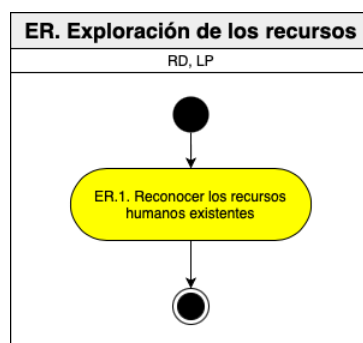 ER. Exploración de los recursos
RD, LP
ER.1. Reconocer los recursos
humanos existentes